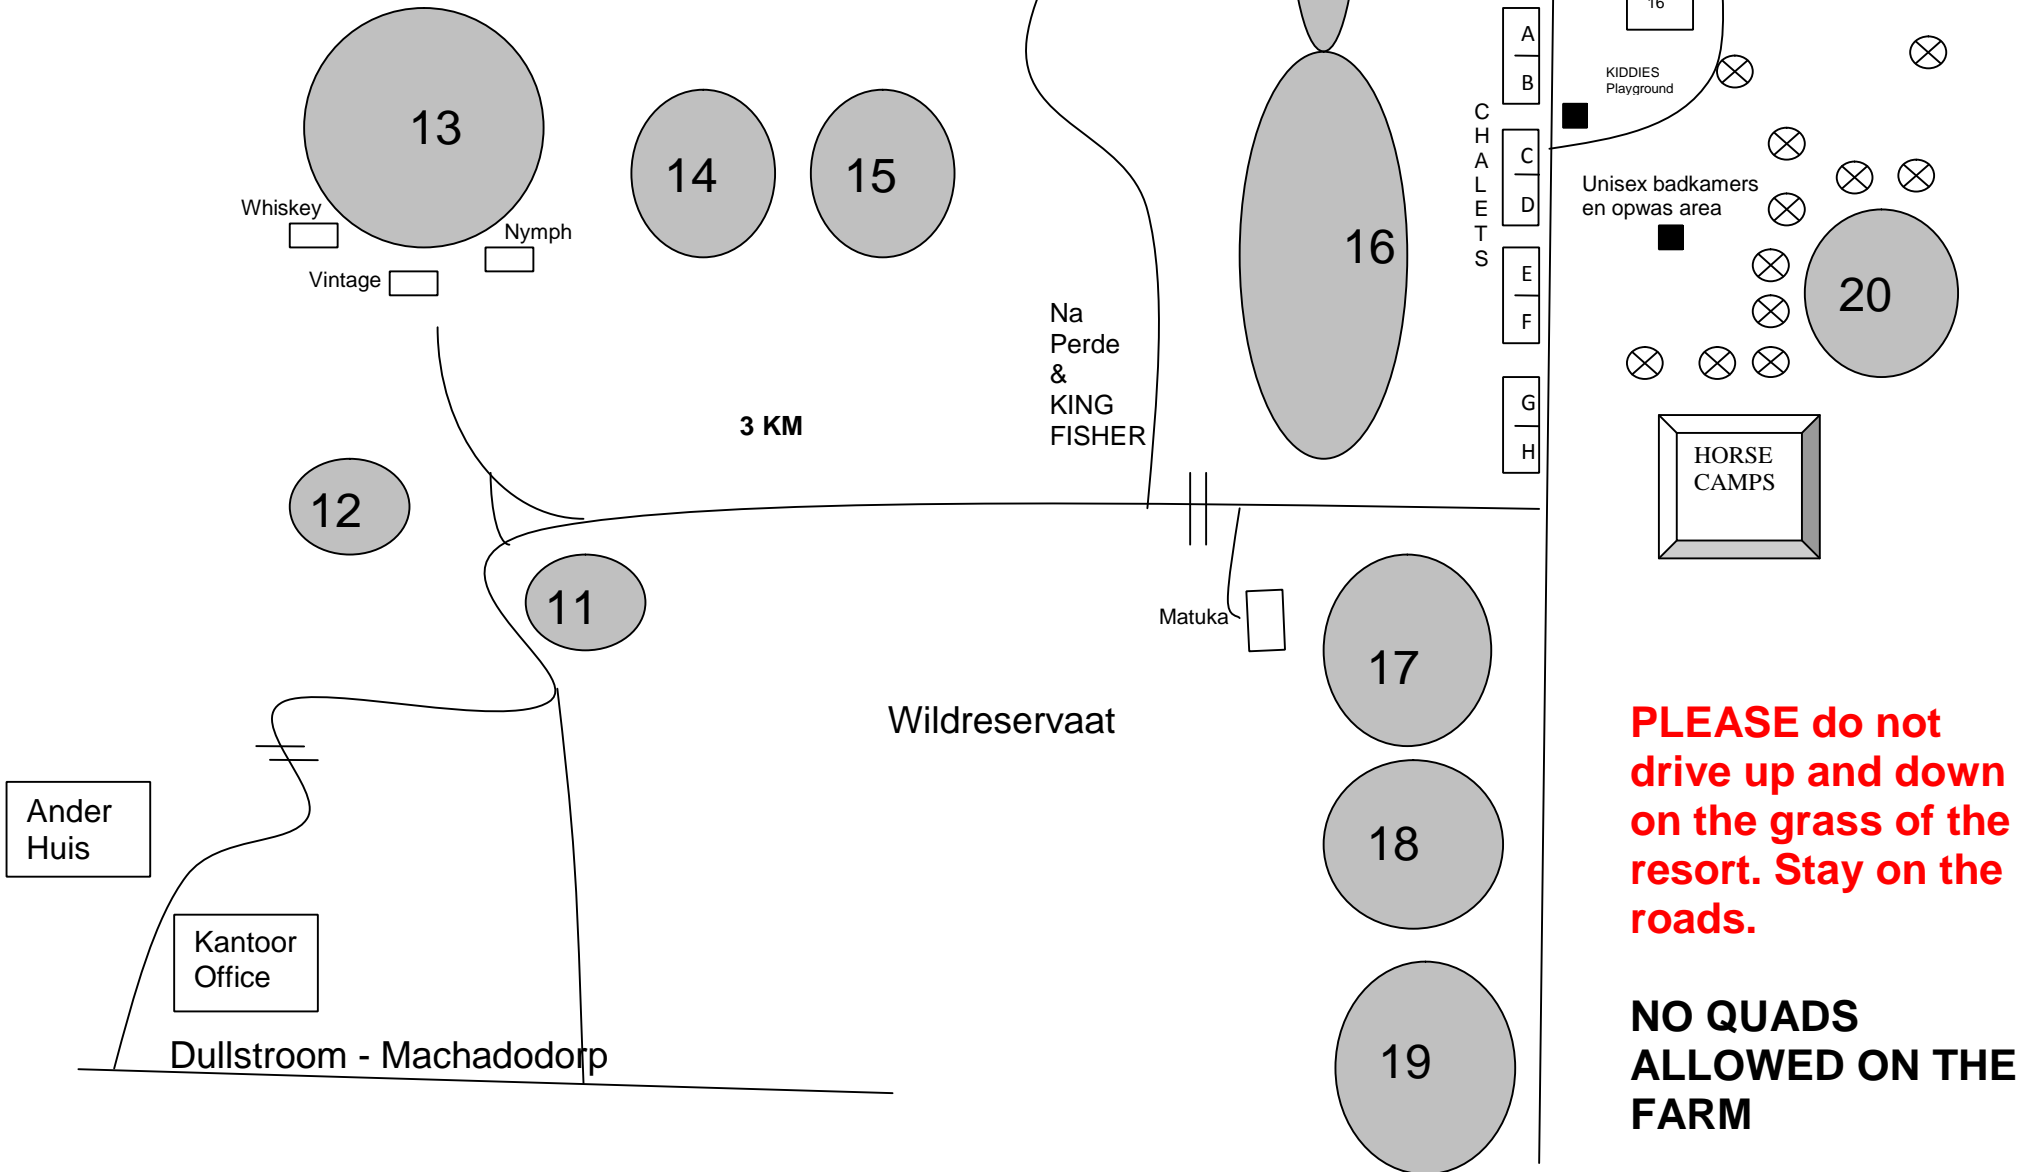 16
A
B
KIDDIES
Playground
13
14
15
C
H
A
L
E
T
S
C
D
Unisex badkamers
en opwas area
Whiskey
Nymph
Vintage
16
E
F
20
Na
Perde
&
KING
FISHER
3 KM
G
H
HORSE
CAMPS
12
11
Matuka
17
Wildreservaat
PLEASE do not
drive up and down
on the grass of the
resort. Stay on the
roads.
Ander
Huis
18
Kantoor
Office
Dullstroom - Machadodorp
19
NO QUADS
ALLOWED ON THE
FARM